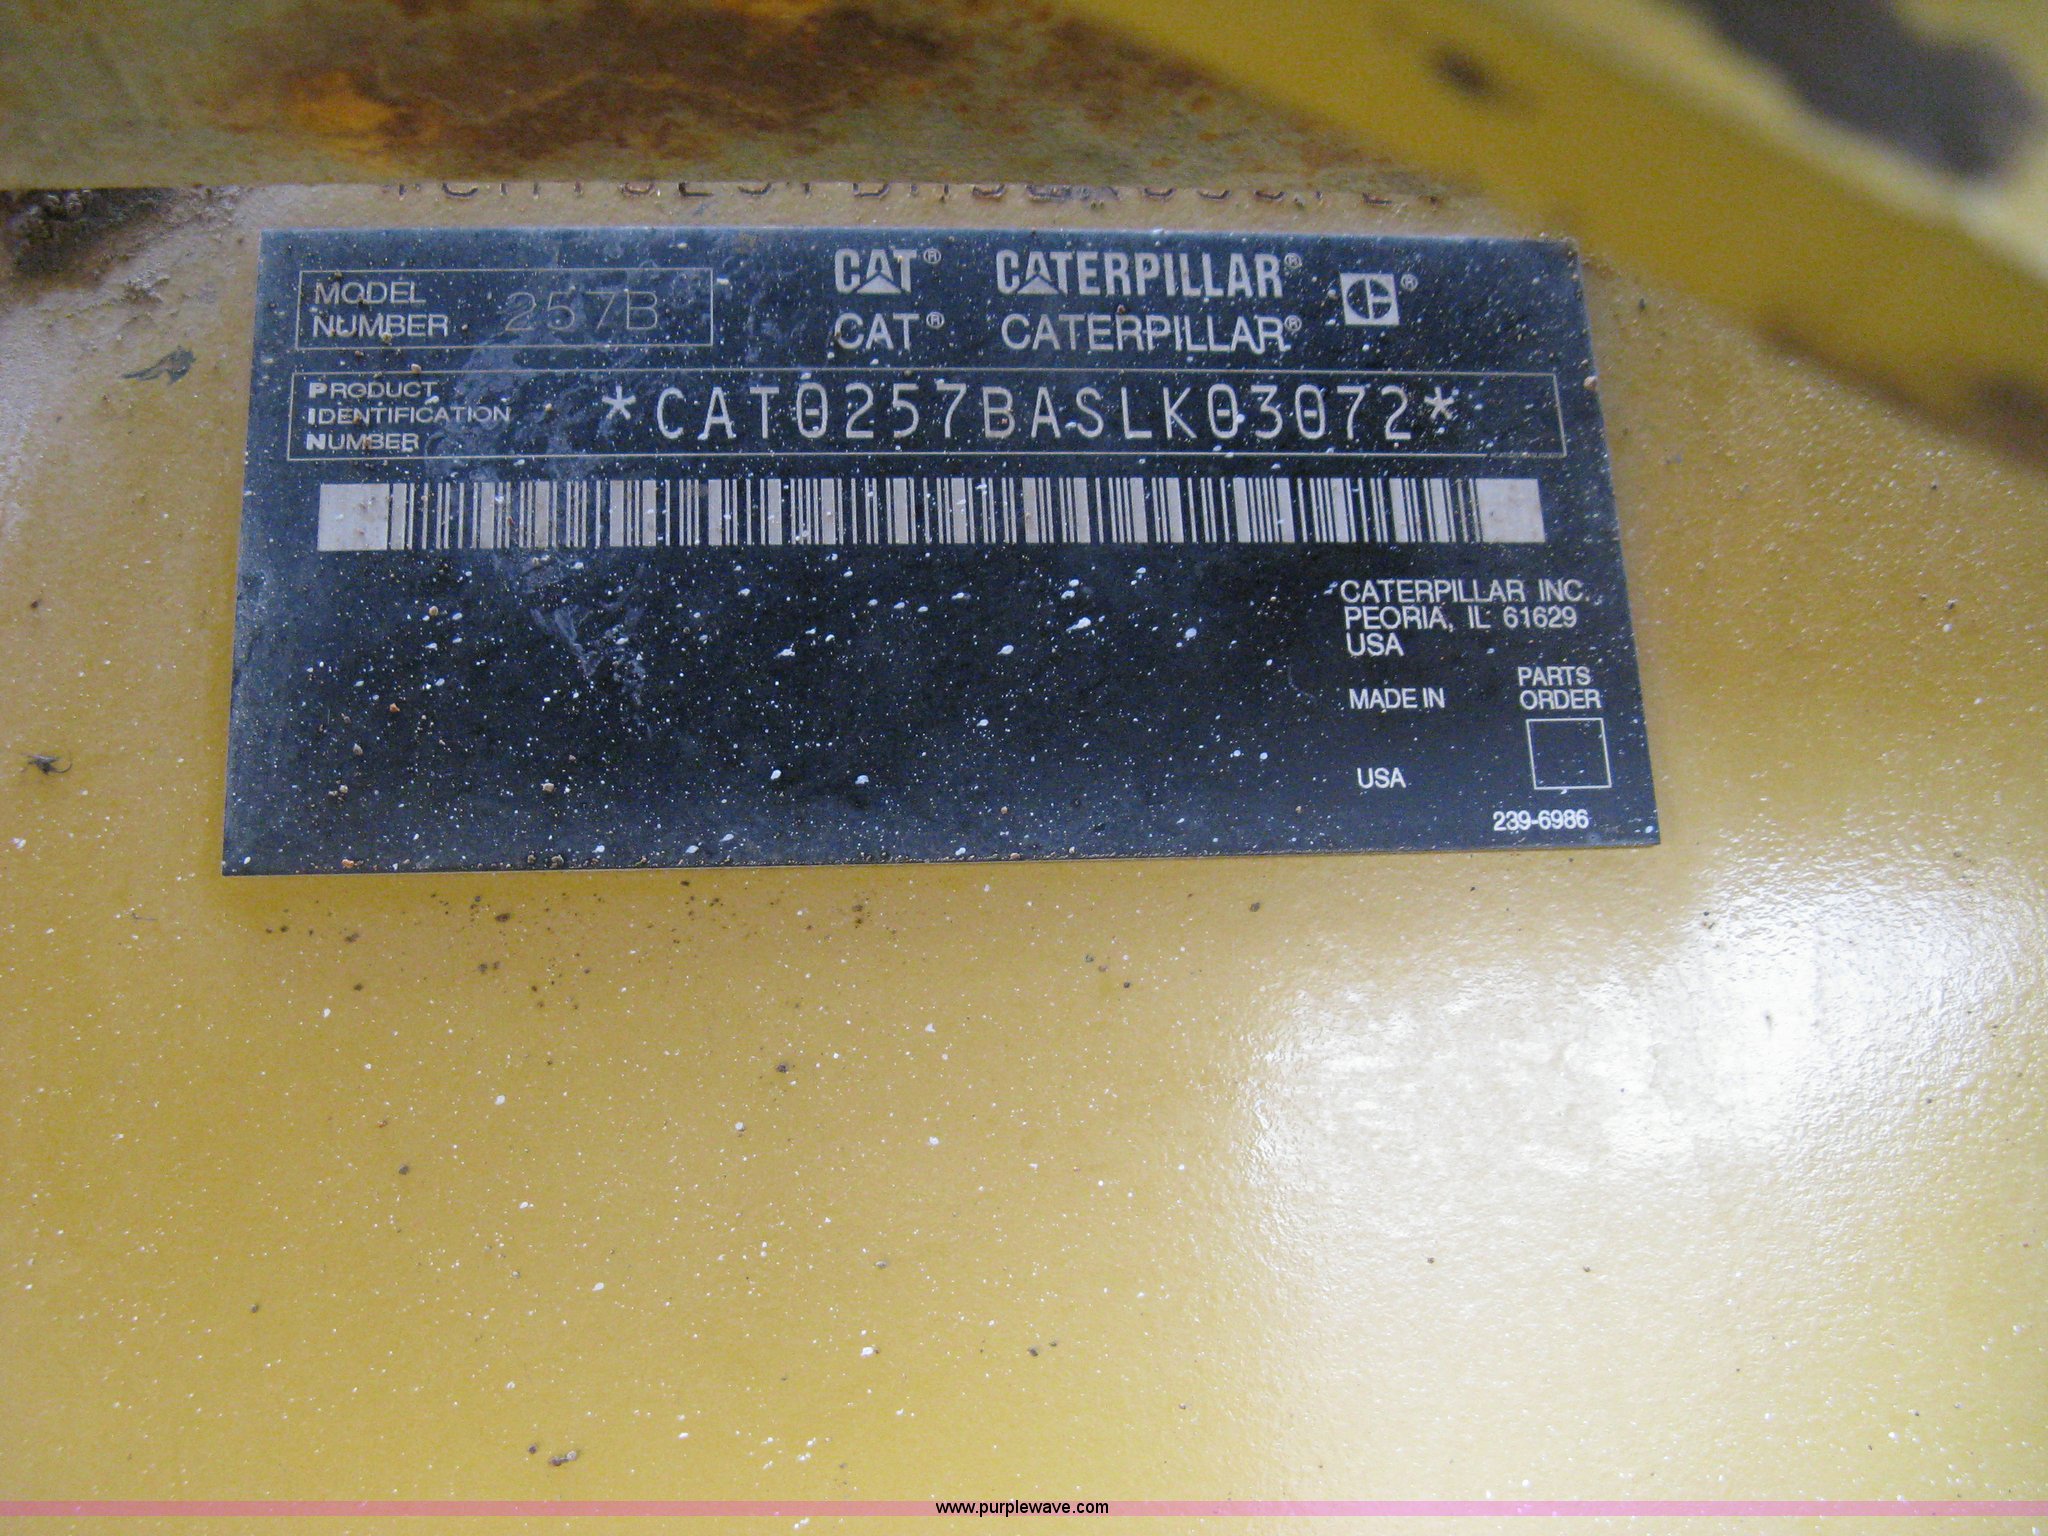 MODEL
NUMBER 257B
CAT® CATERPILLAR® ®
CAT® CATERPILLAR®
PRODUCT
IDENTIFICATION
NUMBER
*CAT0257BASLK03072*
CATERPILLAR INC.
PEORIA, IL 61629
USA
MADE IN
USA
PARTS
ORDER
239-6986
www.purplewave.com